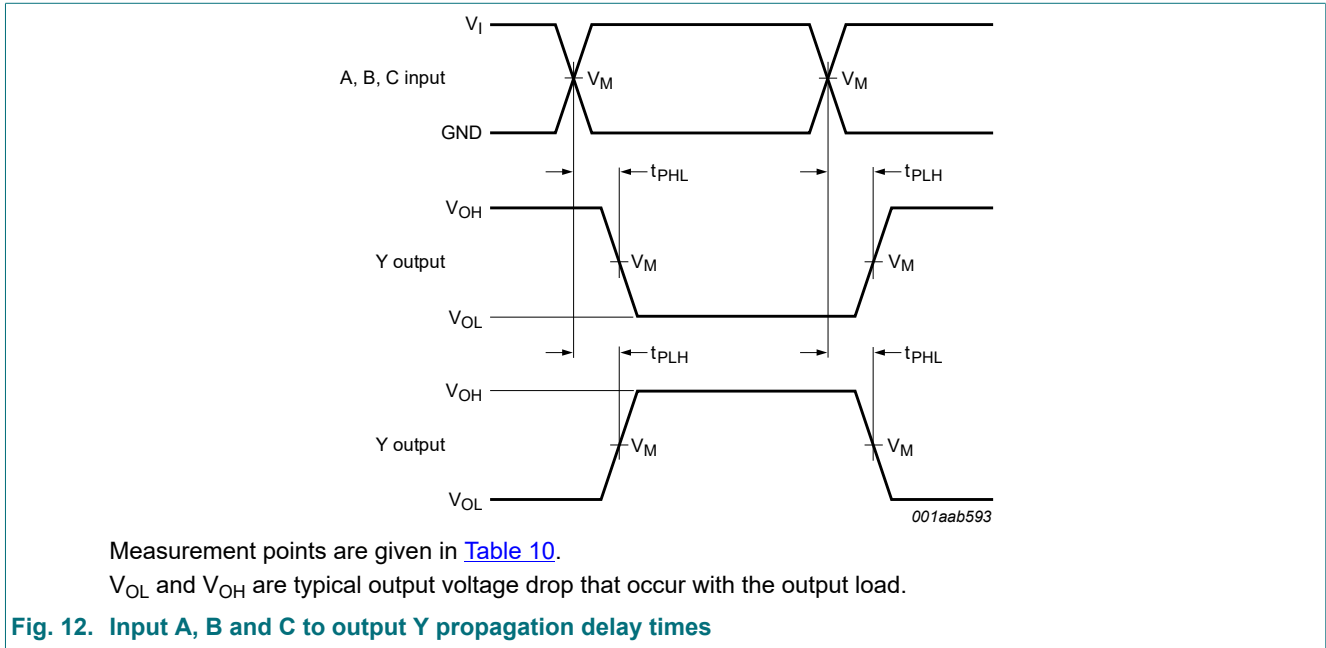 VI
A, B, C input
VM
VM
GND
tPHL
tPLH
VOH
Y output
VM
VM
VOL
tPLH
tPHL
VOH
Y output
VM
VM
VOL
001aab593
Measurement points are given in Table 10.
VOL and VOH are typical output voltage drop that occur with the output load.
Fig. 12. Input A, B and C to output Y propagation delay times